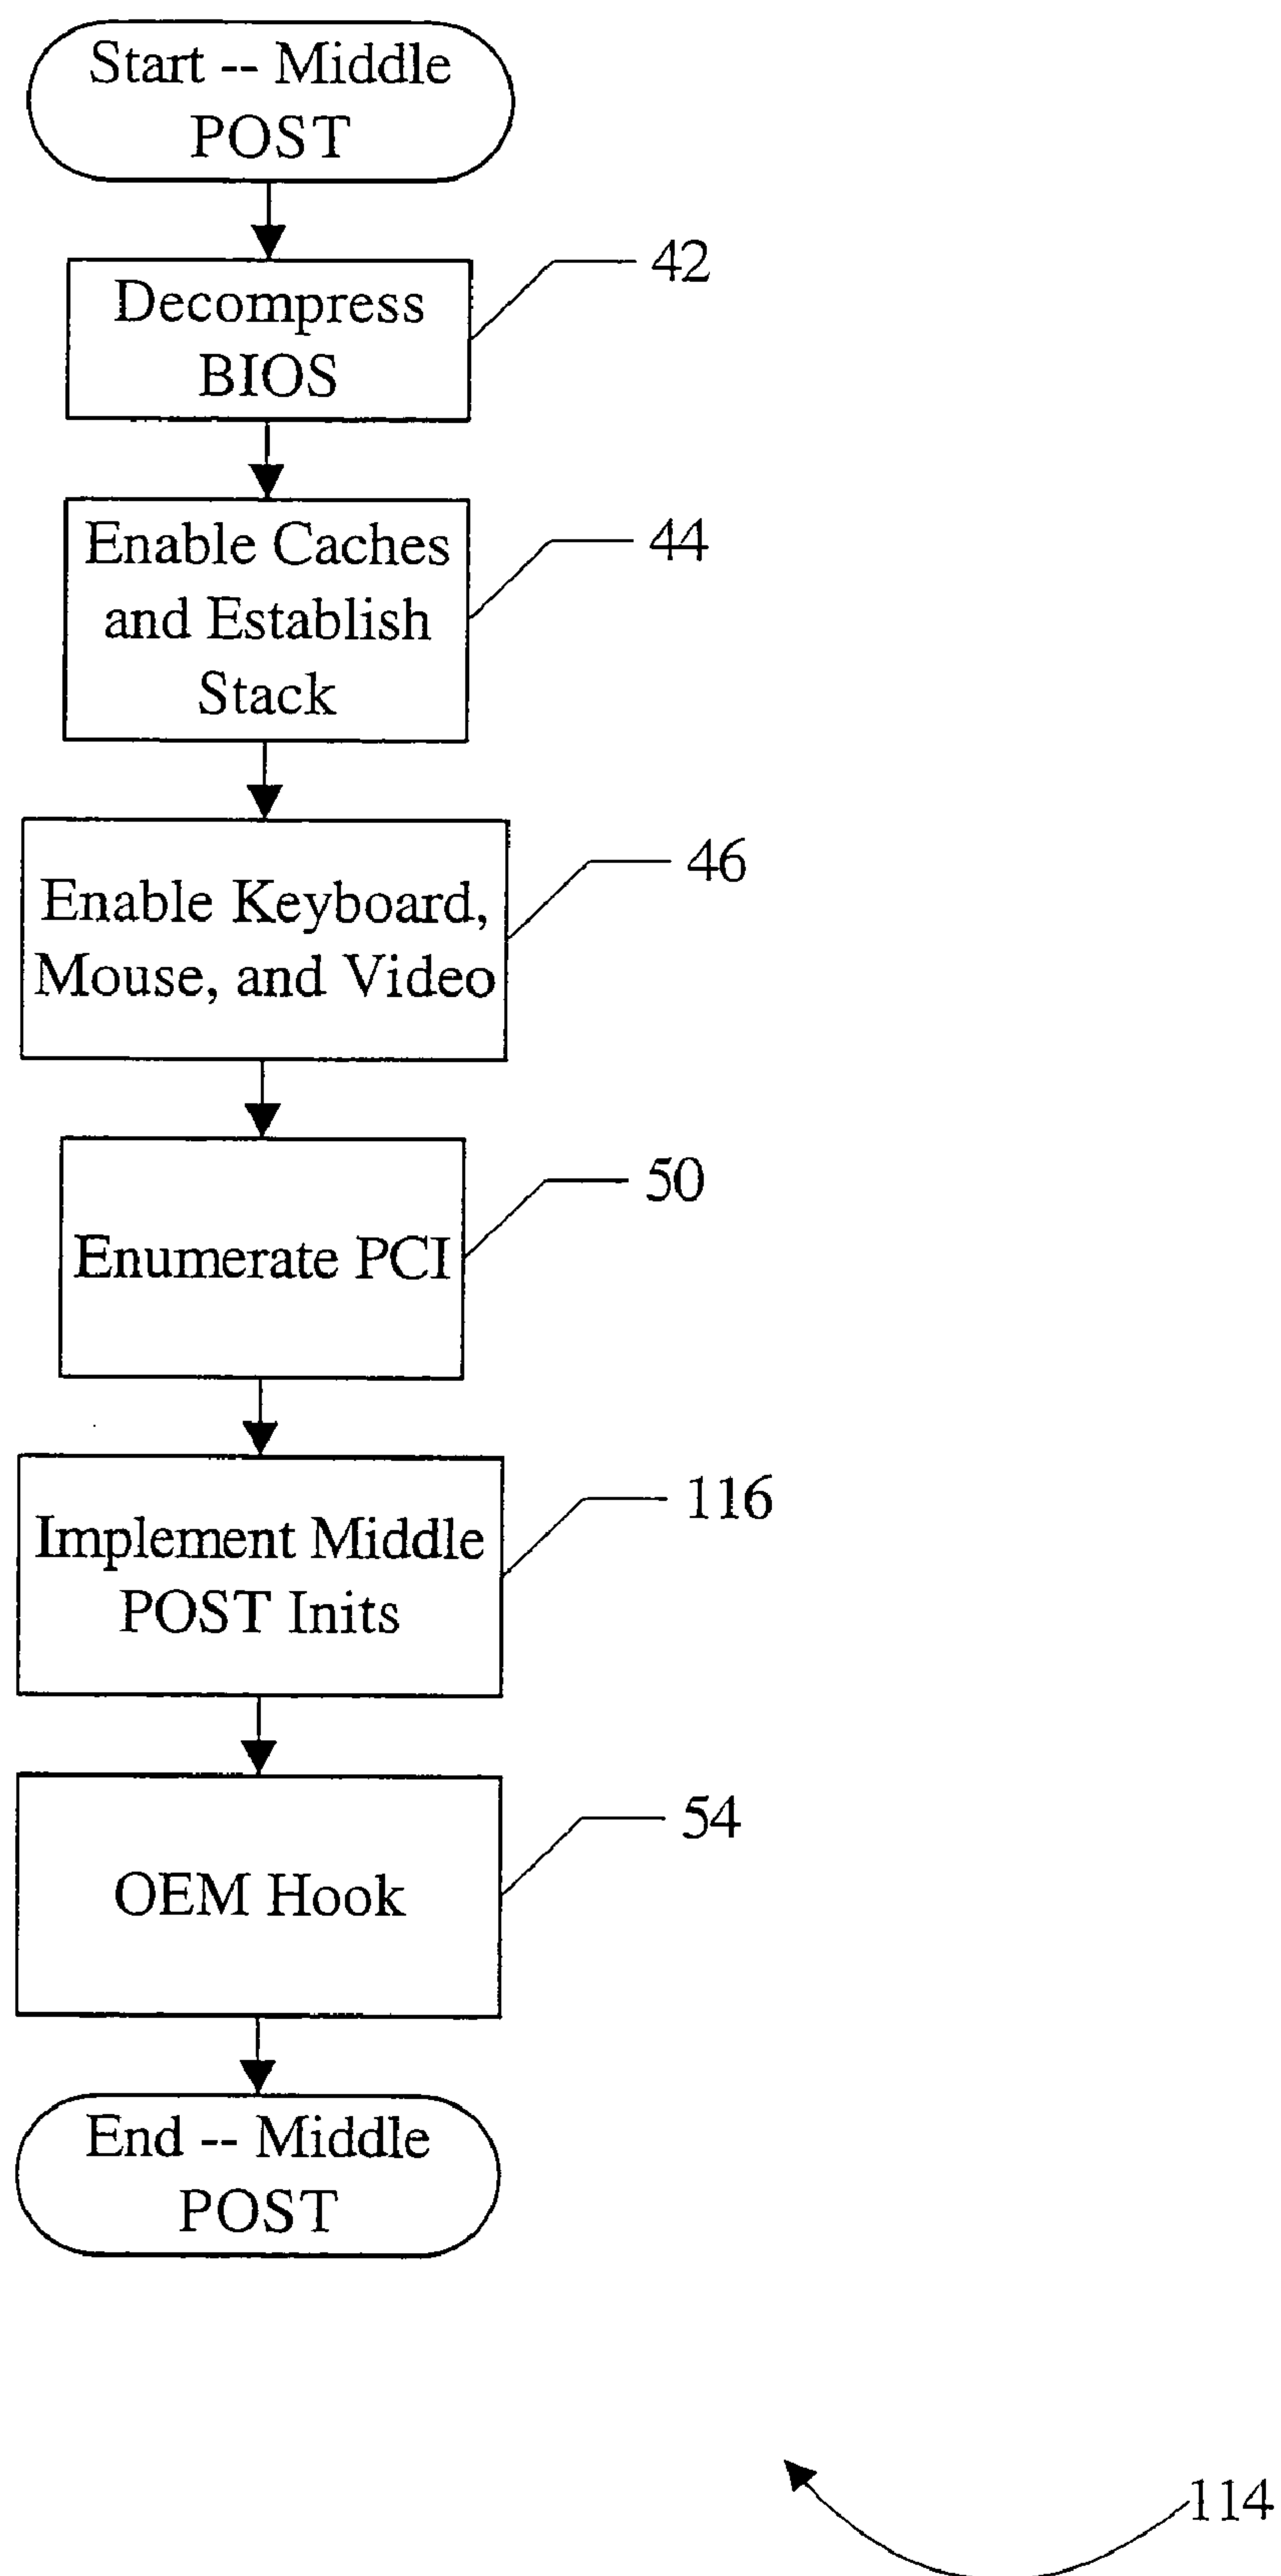 Start -- Middle
POST
42
Decompress
BIOS
44
Enable Caches
and Establish
Stack
46
Enable Keyboard,
Mouse, and Video
50
Enumerate PCI
116
Implement Middle
POST Inits
54
OEM Hook
End -- Middle
POST
114